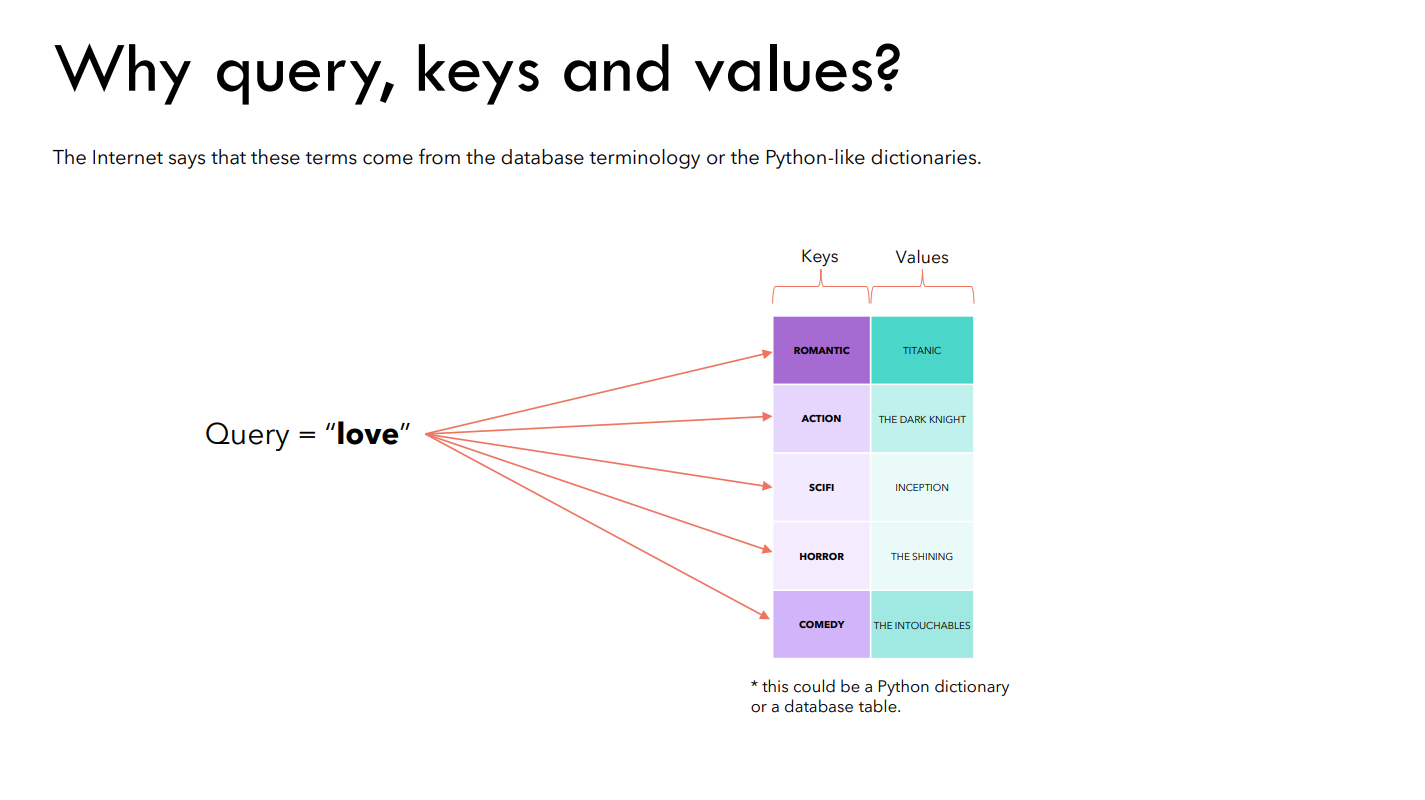 Why query, keys and values?
The Internet says that these terms come from the database terminology or the Python-like dictionaries.
Keys Values
ROMANTIC TITANIC
ACTION THE DARK KNIGHT
Query = “love”
SCIFI INCEPTION
HORROR THE SHINING
COMEDY THE INTOUCHABLES
* this could be a Python dictionary
or a database table.